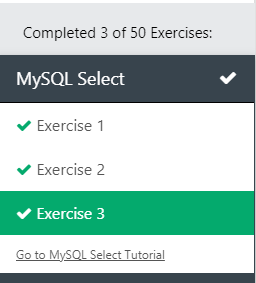 Completed 3 of 50 Exercises:
MySQL Select
Exercise 1
Exercise 2
Exercise 3
Go to MySQL Select Tutorial